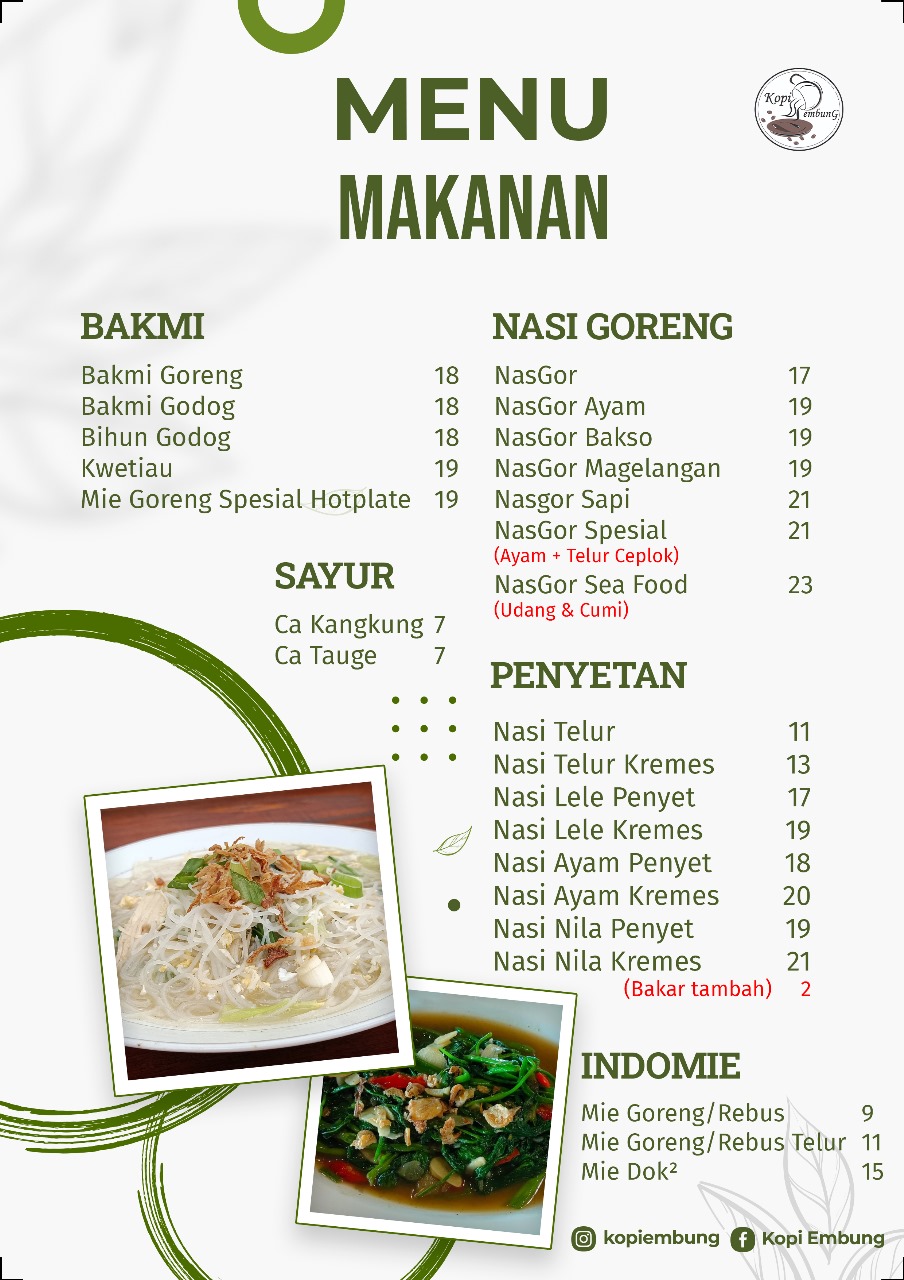 MENU
MAKANAN
Kopi
embunG
BAKMI
Bakmi Goreng 18
Bakmi Godog 18
Bihun Godog 18
Kwetiau 19
Mie Goreng Spesial Hotplate 19
SAYUR
Ca Kangkung 7
Ca Tauge 7
NASI GORENG
NasGor 17
NasGor Ayam 19
NasGor Bakso 19
NasGor Magelangan 19
Nasgor Sapi 21
NasGor Spesial 21
(Ayam + Telur Ceplok)
NasGor Sea Food 23
(Udang & Cumi)
PENYETAN
Nasi Telur 11
Nasi Telur Kremes 13
Nasi Lele Penyet 17
Nasi Lele Kremes 19
Nasi Ayam Penyet 18
Nasi Ayam Kremes 20
Nasi Nila Penyet 19
Nasi Nila Kremes 21
(Bakar tambah) 2
INDOMIE
Mie Goreng/Rebus 9
Mie Goreng/Rebus Telur 11
Mie Dok² 15
kopiembung Kopi Embung